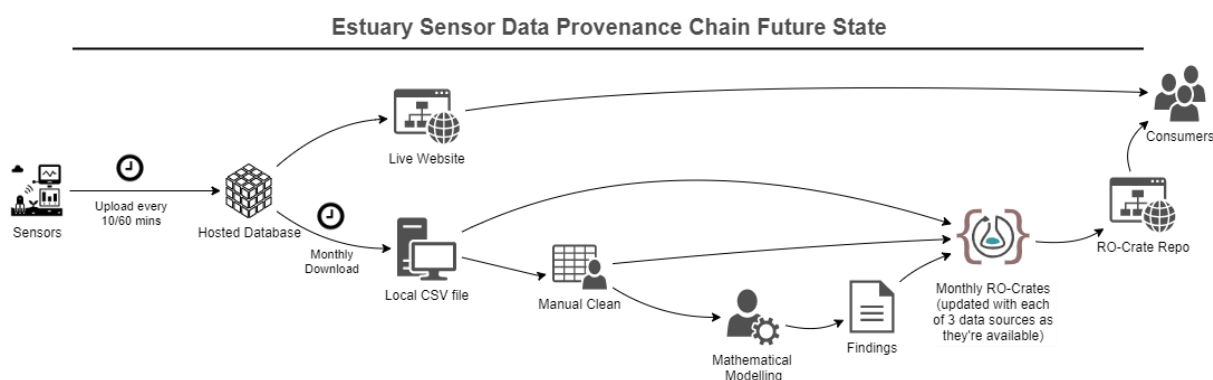 Estuary Sensor Data Provenance Chain Future State
Live Website
Consumers
Upload every
10/60 mins
Sensors
Hosted Database
Monthly
Download
Local CSV file
Manual Clean
Mathematical
Modelling
Findings
Monthly RO-Crates
(updated with each
of 3 data sources as
they're available)
RO-Crate Repo